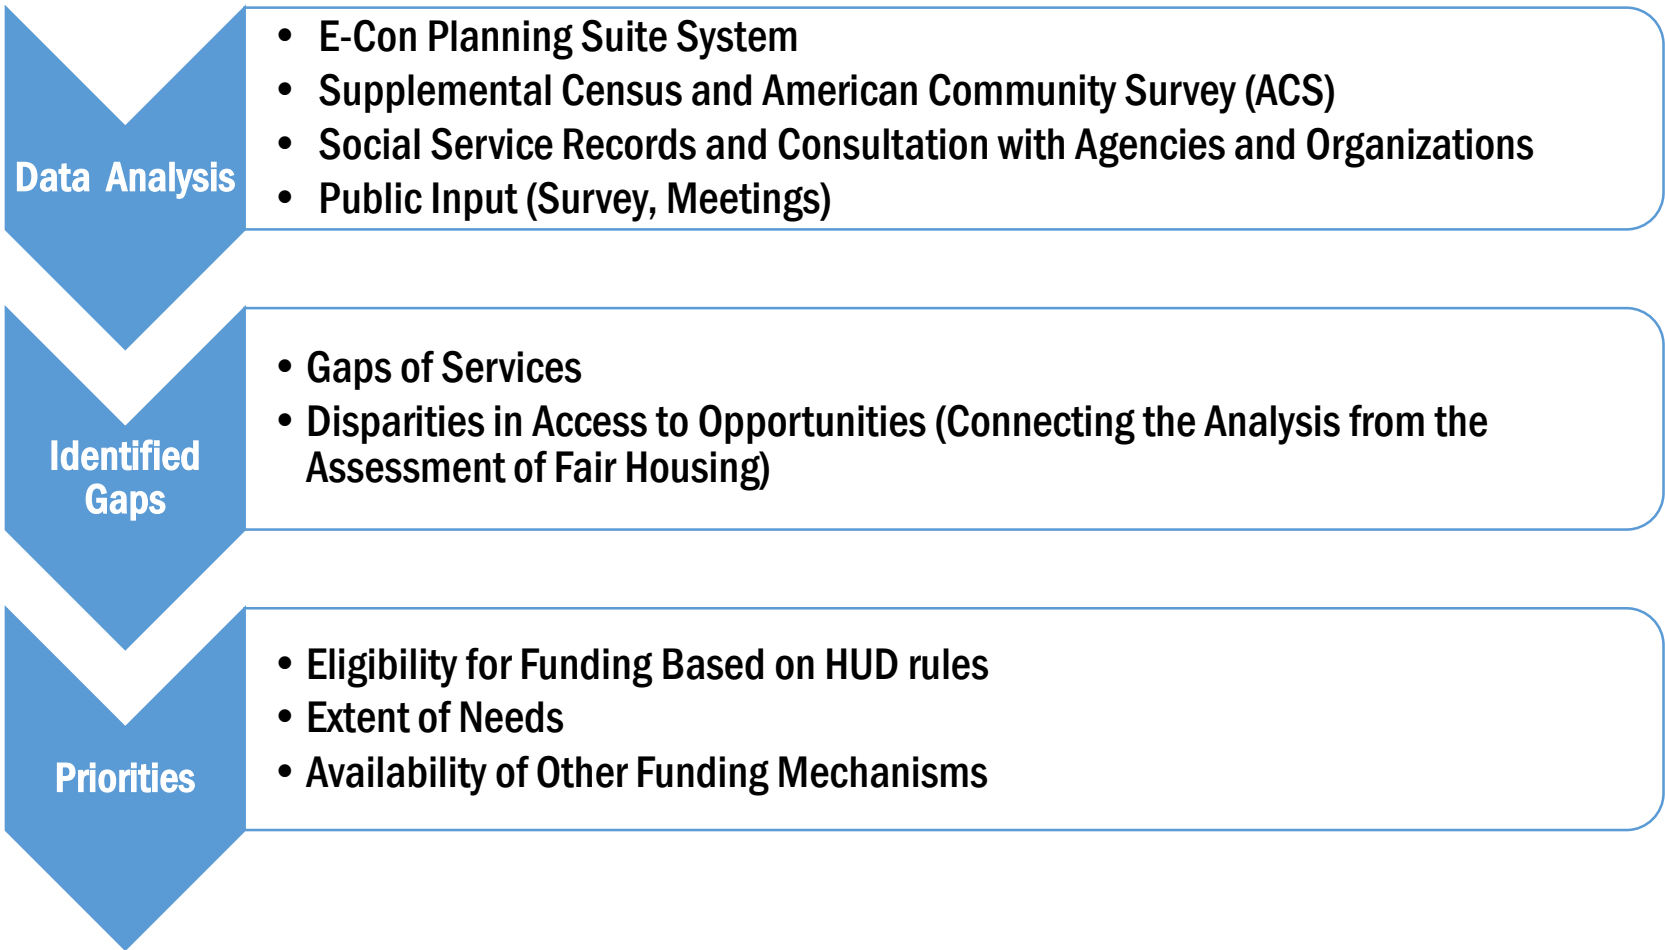 Data Analysis
• E-Con Planning Suite System
• Supplemental Census and American Community Survey (ACS)
• Social Service Records and Consultation with Agencies and Organizations
• Public Input (Survey, Meetings)
Identified
Gaps
• Gaps of Services
• Disparities in Access to Opportunities (Connecting the Analysis from the
Assessment of Fair Housing)
Priorities
• Eligibility for Funding Based on HUD rules
• Extent of Needs
• Availability of Other Funding Mechanisms